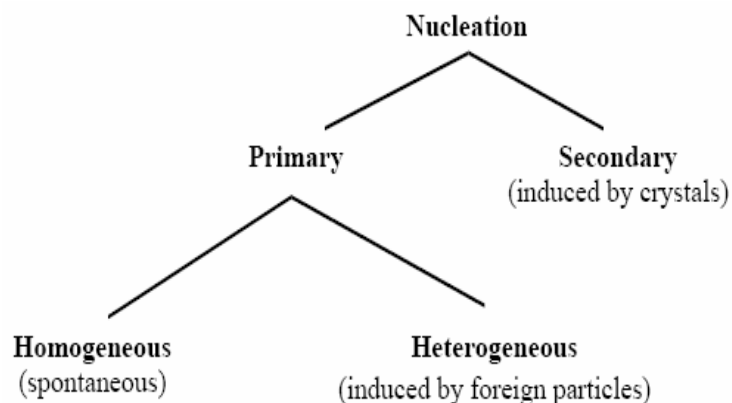 Nucleation
Primary
Secondary
(induced by crystals)
Homogeneous
(spontaneous)
Heterogeneous
(induced by foreign particles)